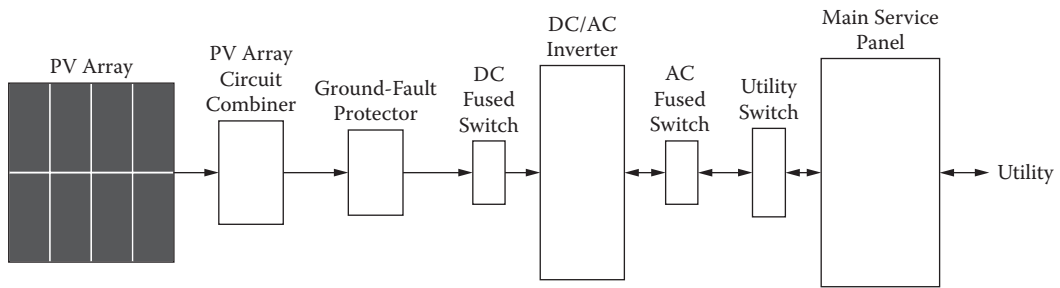 PV Array
PV Array
Circuit
Combiner
Ground-Fault
Protector
DC
Fused
Switch
DC/AC
Inverter
AC
Fused
Switch
Utility
Switch
Main Service
Panel
Utility